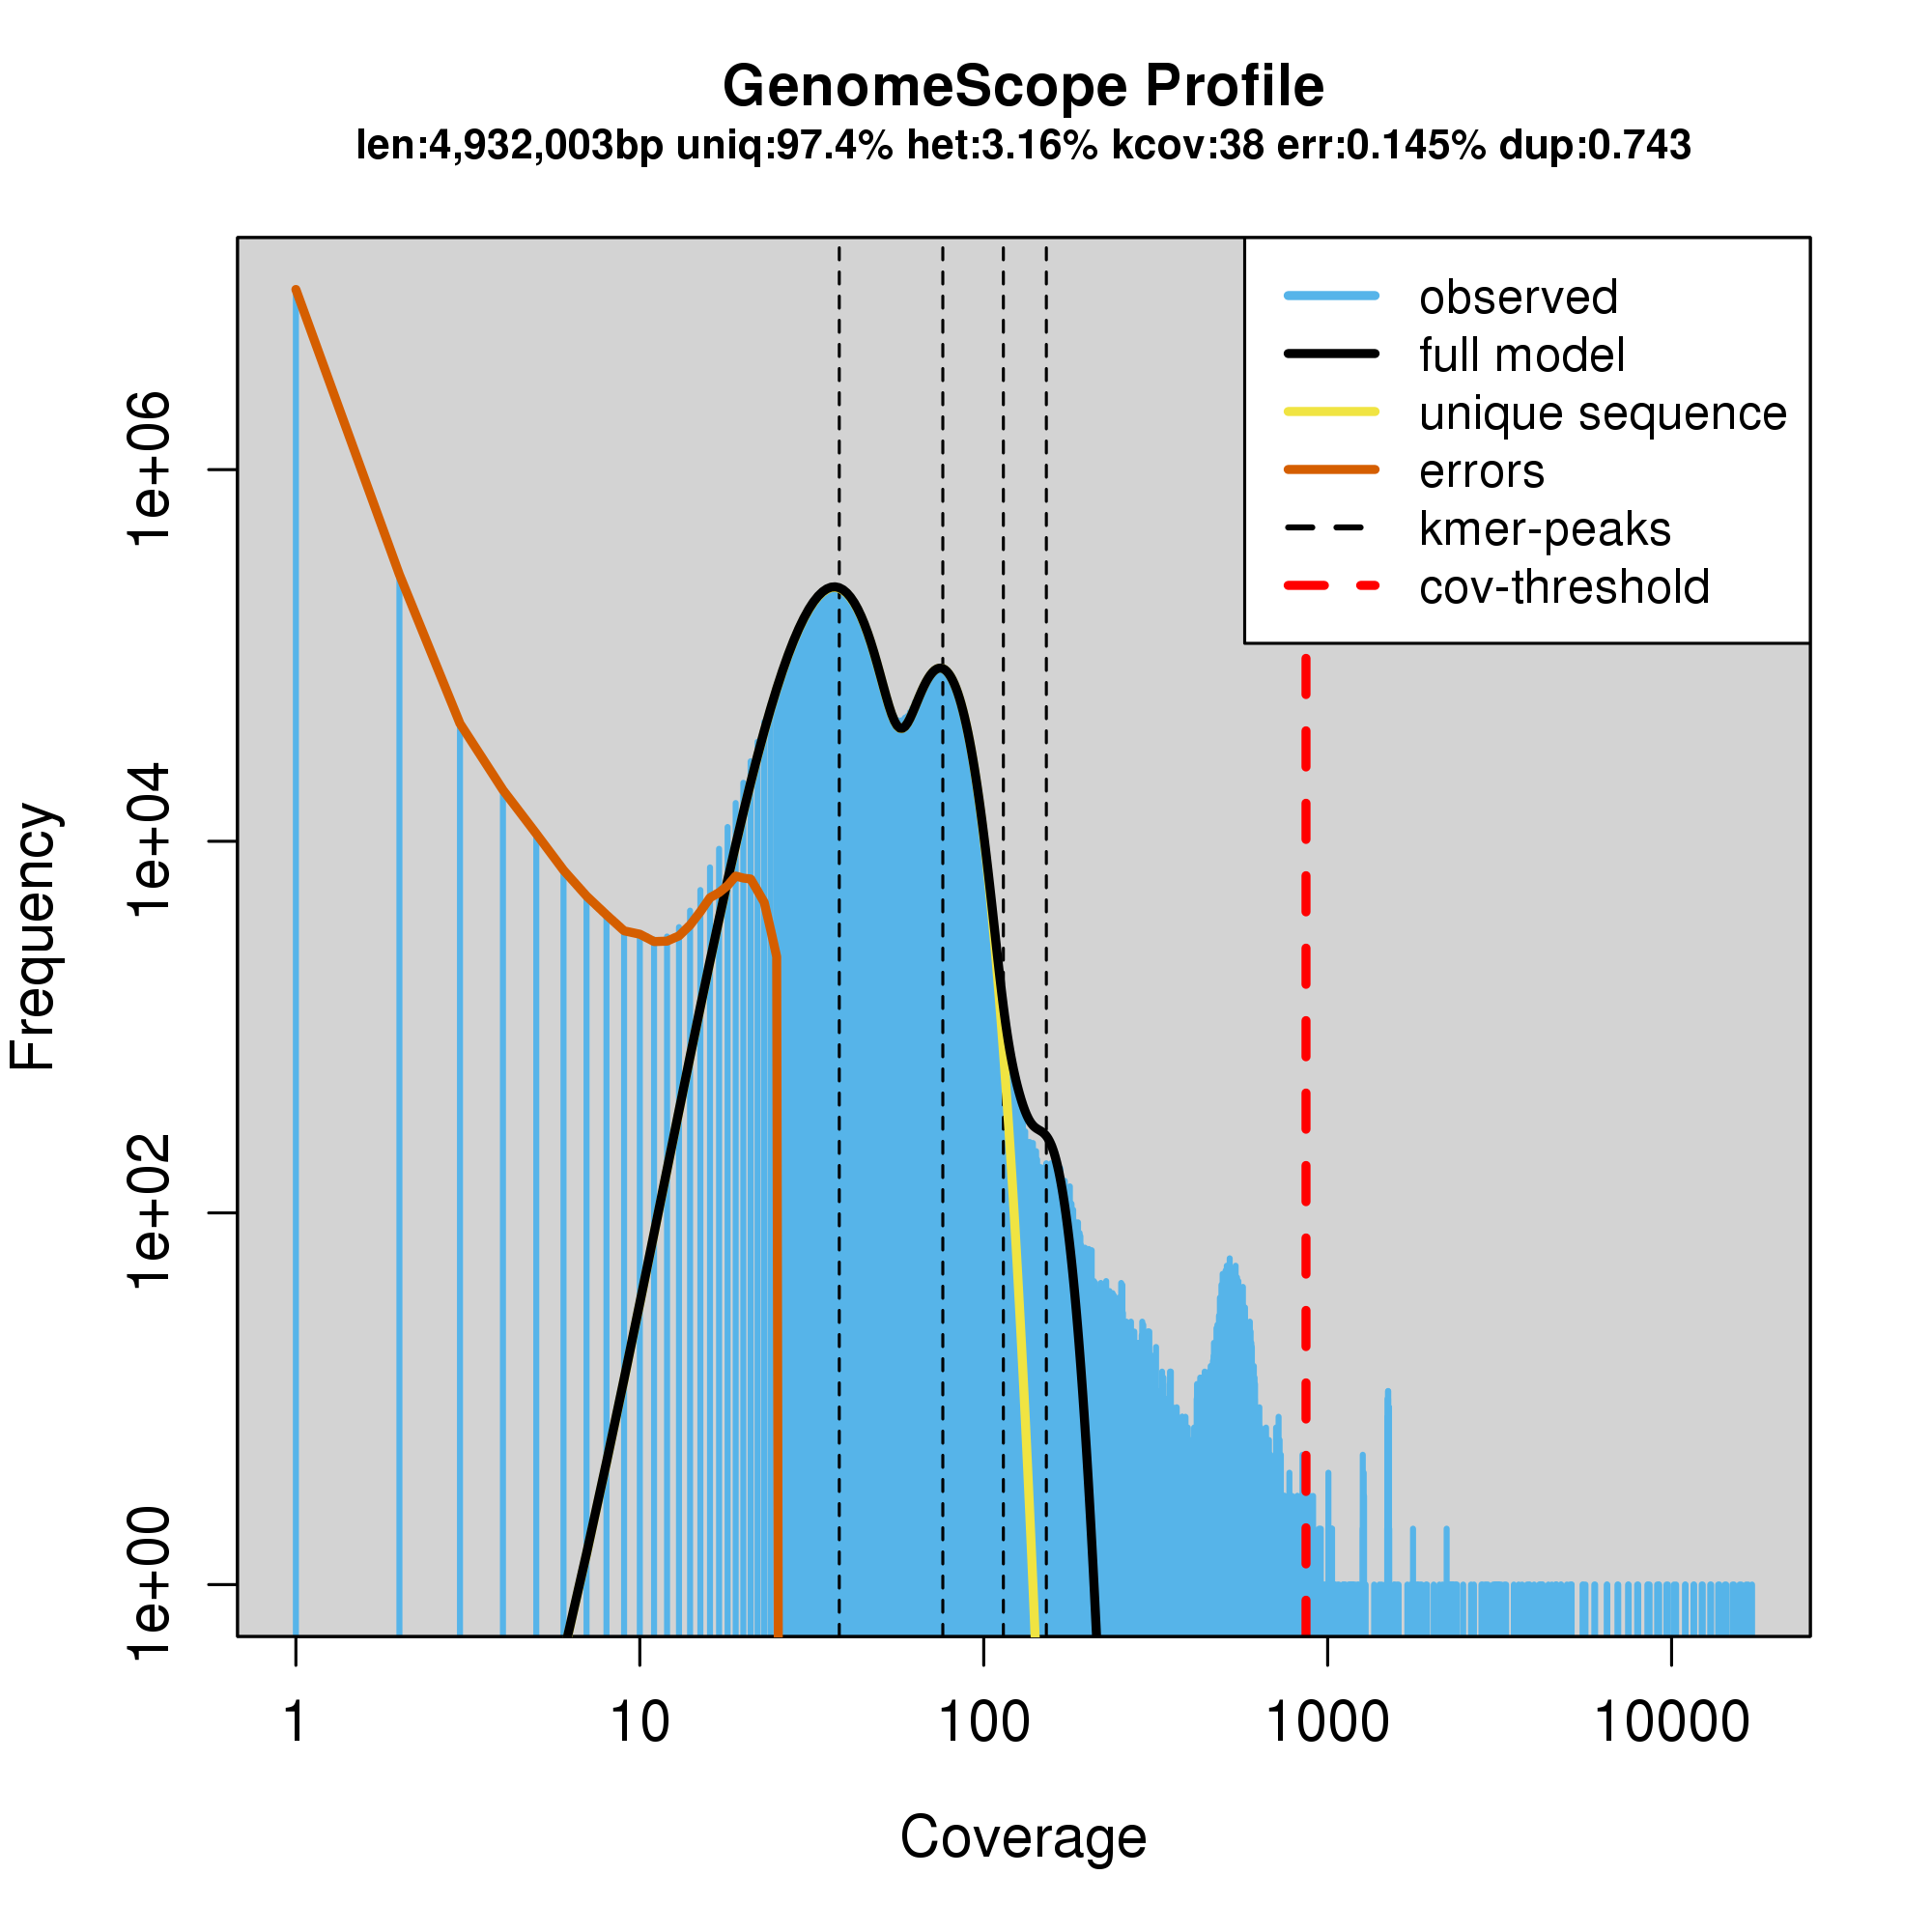 GenomeScope Profile
len:4,932,003bp uniq:97.4% het:3.16% kcov:38 err:0.145% dup:0.743
observed
full model
unique sequence
errors
kmer-peaks
cov-threshold
Frequency
1e+06
1e+04
1e+02
1e+00
1
10
100
1000
10000
Coverage